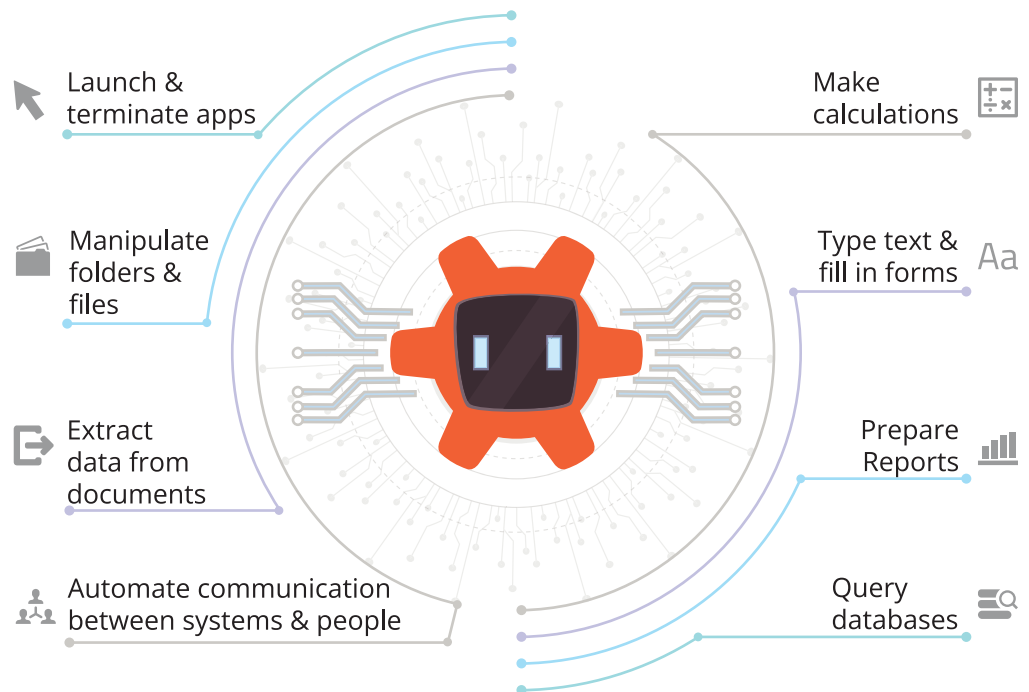 Launch &
terminate apps
Manipulate
folders &
files
Extract
data from
documents
Automate communication
between systems & people
Make
calculations
Type text &
fill in forms
Aa
Prepare
Reports
Query
databases